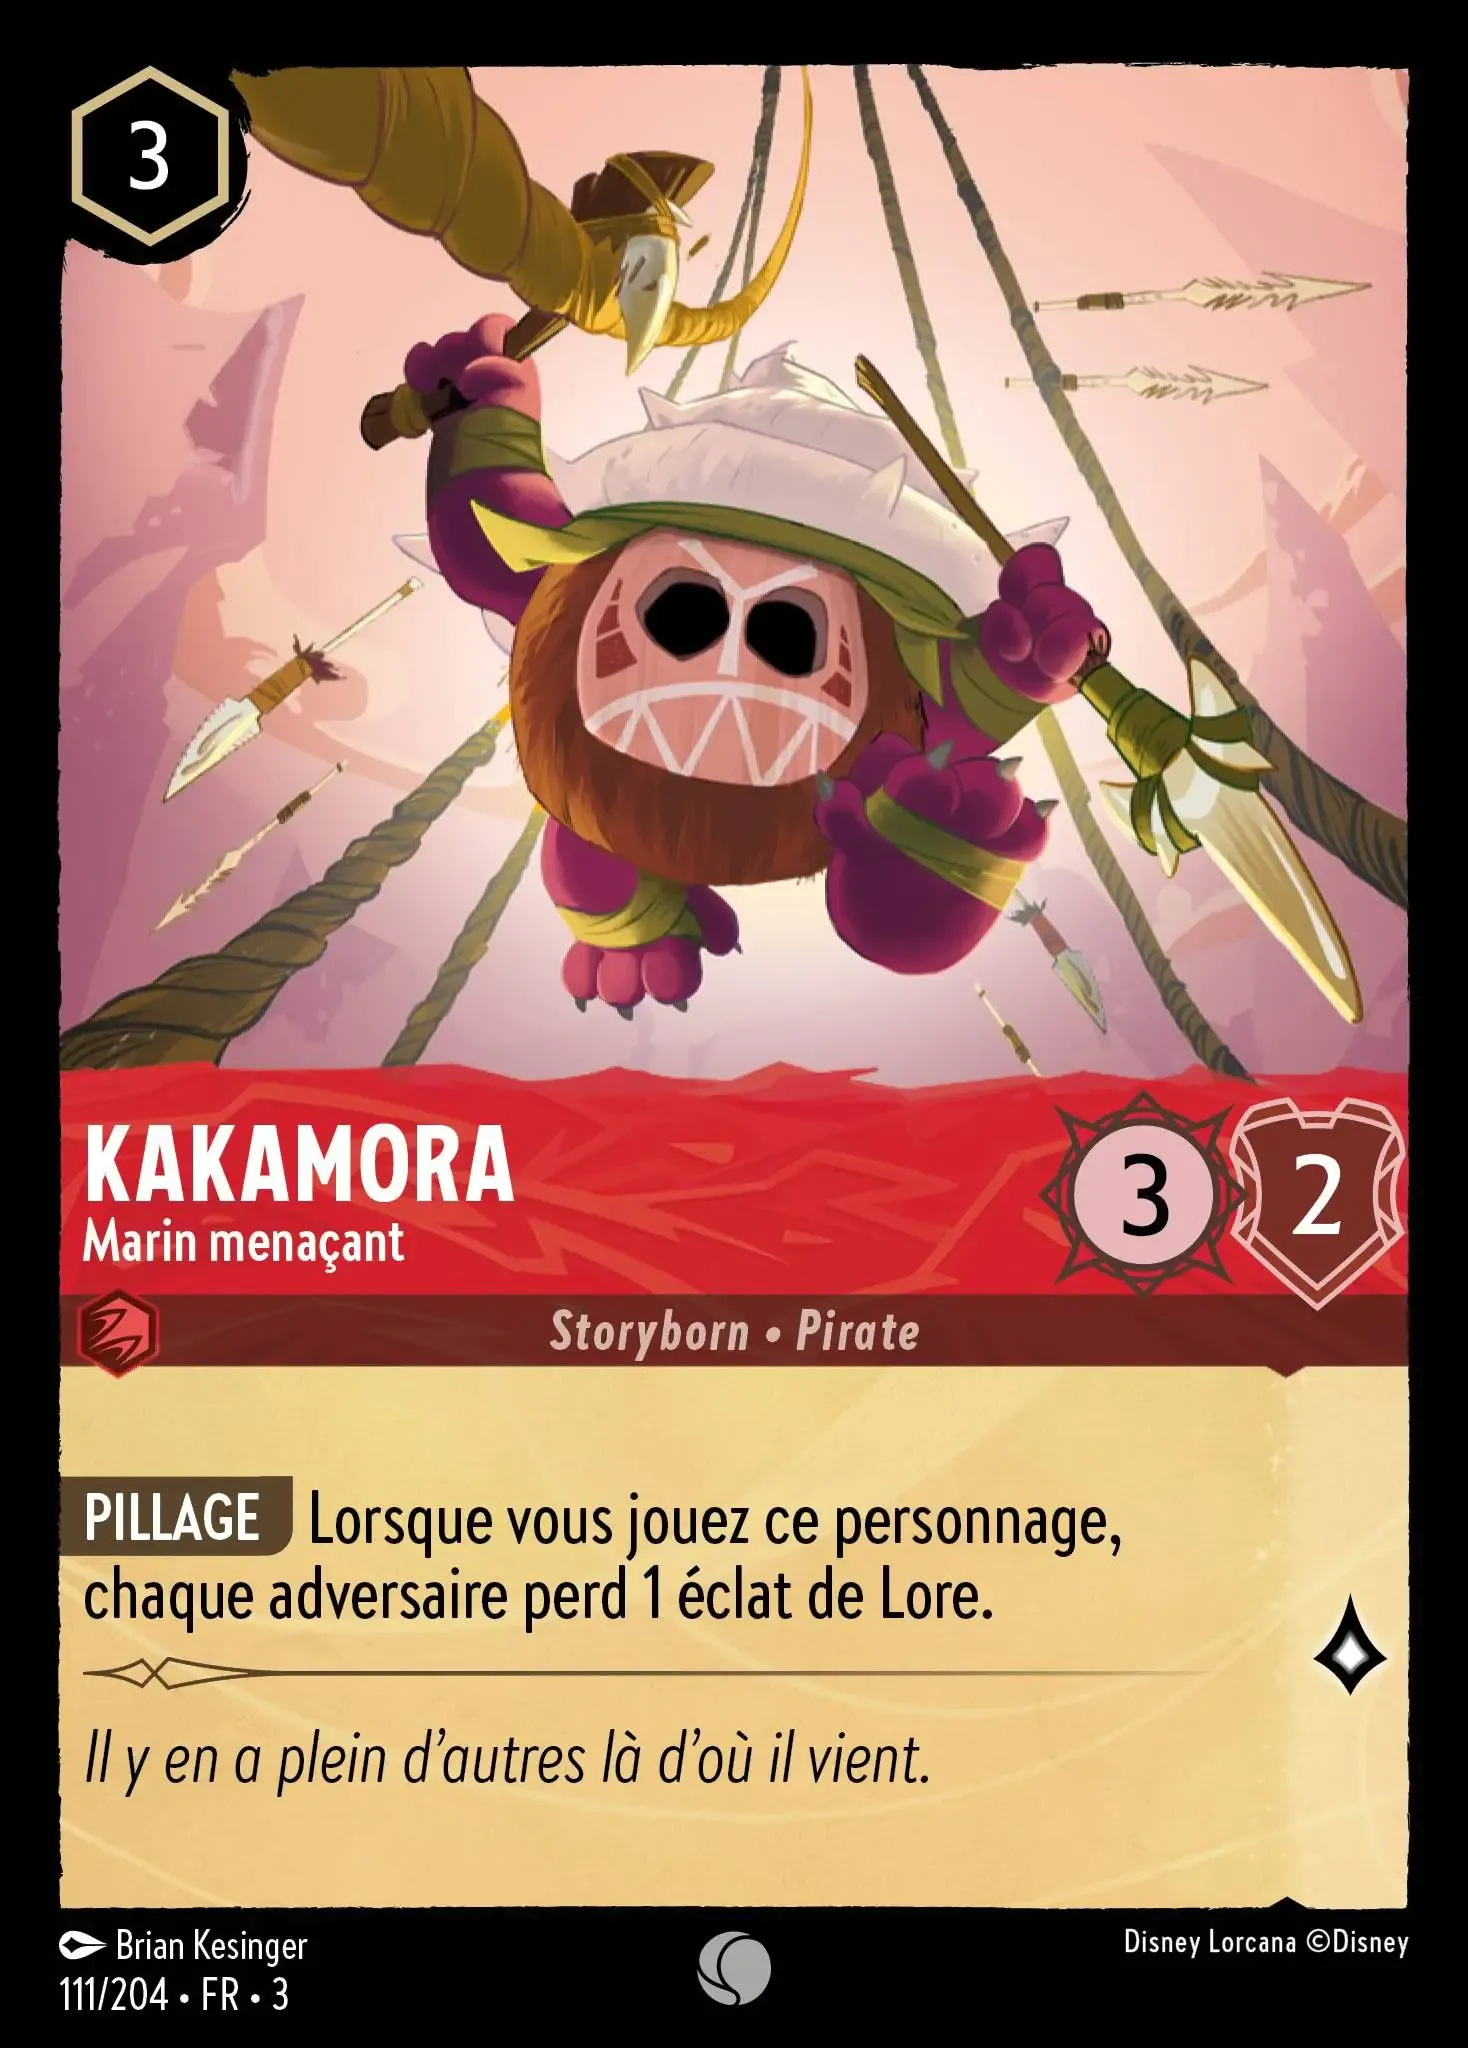 3
KAKAMORA
Marin menaçant
3
2
Storyborn • Pirate
PILLAGE Lorsque vous jouez ce personnage,
chaque adversaire perd 1 éclat de Lore.
Il y en a plein d'autres là d'où il vient.
Brian Kesinger
111/204 • FR • 3
Disney Lorcana ©Disney